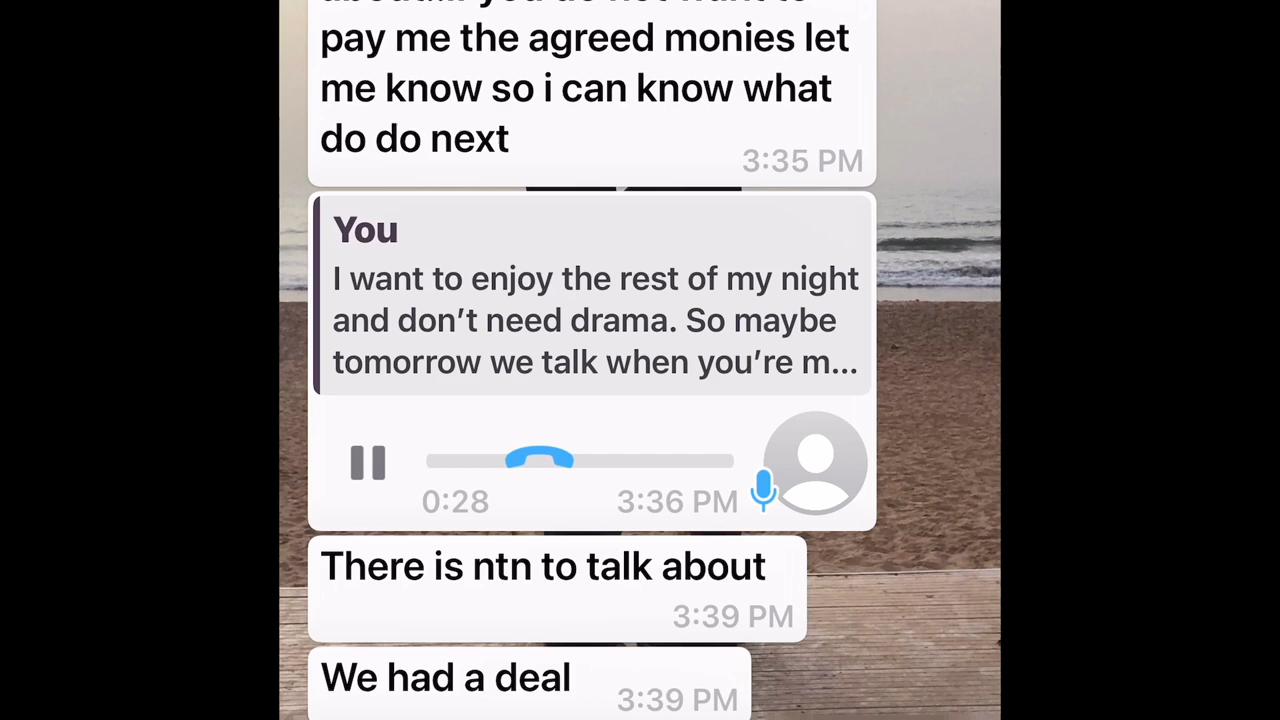 pay me the agreed monies let
me know so i can know what
do do next
3:35 PM
You
I want to enjoy the rest of my night
and don't need drama. So maybe
tomorrow we talk when you're m...
0:28
3:36 PM
There is ntn to talk about
3:39 PM
We had a deal
3:39 PM